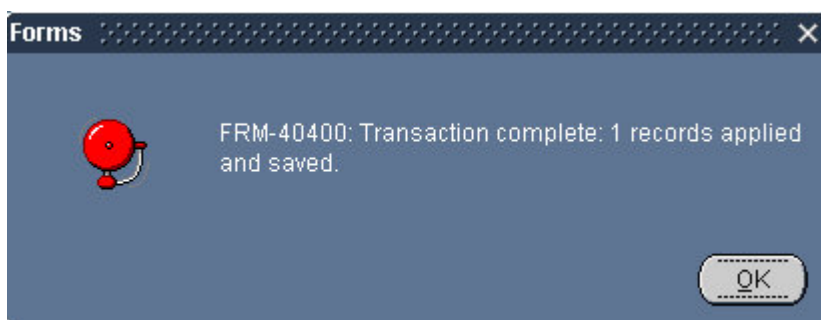 Forms
FRM-40400: Transaction complete: 1 records applied
and saved.
OK